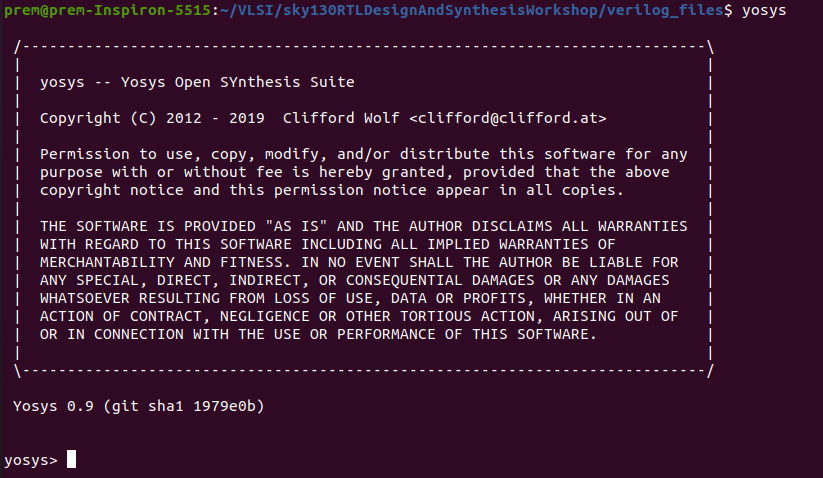 prem@prem-Inspiron-5515:~/VLSI/sky130RTLDesignAndSynthesisWorkshop/verilog_files$ yosys
/----------------------------------------------------------------------------\
|                                                                            |
|  yosys -- Yosys Open SYnthesis Suite                                       |
|                                                                            |
|  Copyright (C) 2012 - 2019  Clifford Wolf <clifford@clifford.at>           |
|                                                                            |
|  Permission to use, copy, modify, and/or distribute this software for any  |
|  purpose with or without fee is hereby granted, provided that the above    |
|  copyright notice and this permission notice appear in all copies.         |
|                                                                            |
|  THE SOFTWARE IS PROVIDED "AS IS" AND THE AUTHOR DISCLAIMS ALL WARRANTIES  |
|  WITH REGARD TO THIS SOFTWARE INCLUDING ALL IMPLIED WARRANTIES OF          |
|  MERCHANTABILITY AND FITNESS. IN NO EVENT SHALL THE AUTHOR BE LIABLE FOR   |
|  ANY SPECIAL, DIRECT, INDIRECT, OR CONSEQUENTIAL DAMAGES OR ANY DAMAGES    |
|  WHATSOEVER RESULTING FROM LOSS OF USE, DATA OR PROFITS, WHETHER IN AN     |
|  ACTION OF CONTRACT, NEGLIGENCE OR OTHER TORTIOUS ACTION, ARISING OUT OF   |
|  OR IN CONNECTION WITH THE USE OR PERFORMANCE OF THIS SOFTWARE.            |
|                                                                            |
\----------------------------------------------------------------------------/
Yosys 0.9 (git sha1 1979e0b)
yosys>